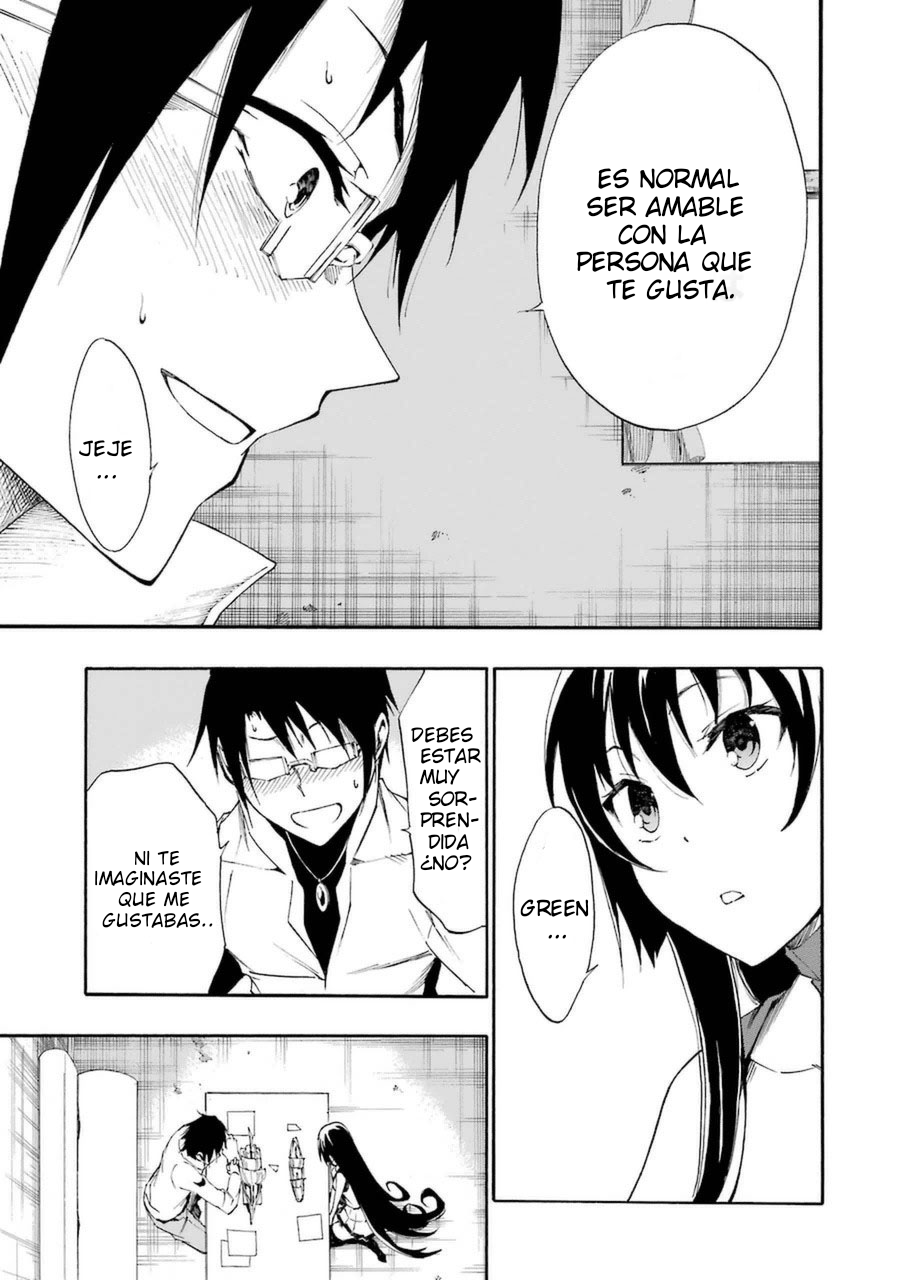 ES NORMAL
SER AMABLE
CON LA
PERSONA QUE
TE GUSTA.
JEJE
...
GREEN
...
DEBES
ESTAR
MUY
SOR-
PREN-
DIDA
¿NO?
NI TE
IMAGINASTE
QUE ME
GUSTABAS..